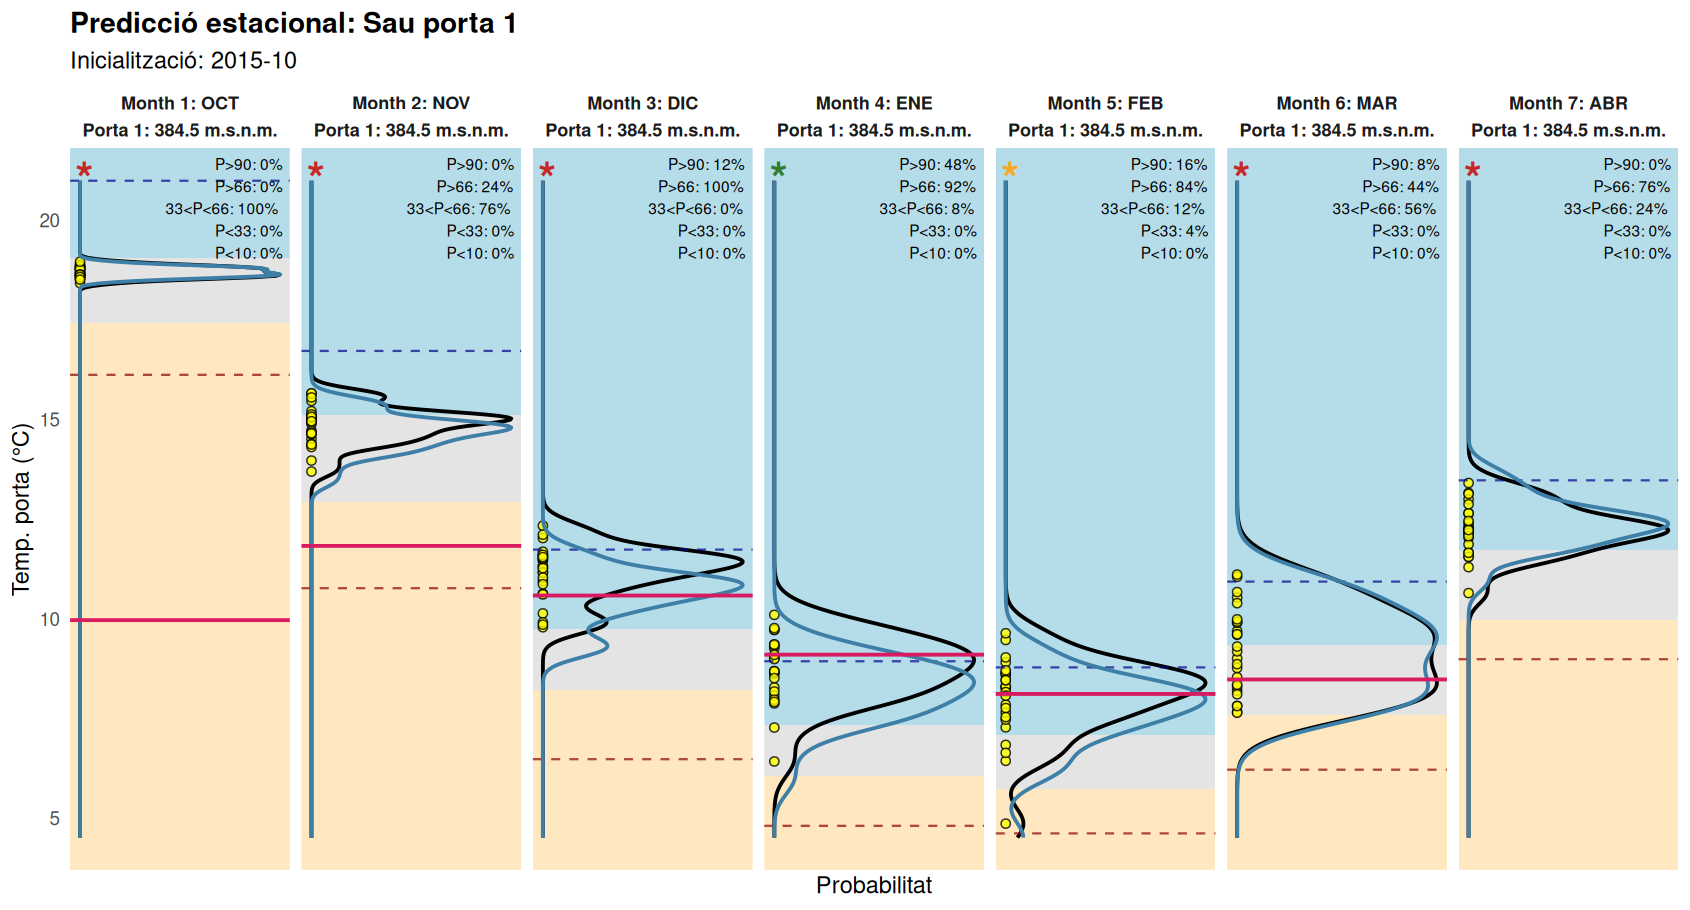 Predicció estacional: Sau porta 1
Inicialització: 2015-10
Month 1: OCT
Porta 1: 384.5 m.s.n.m.
Month 2: NOV
Porta 1: 384.5 m.s.n.m.
Month 3: DIC
Porta 1: 384.5 m.s.n.m.
Month 4: ENE
Porta 1: 384.5 m.s.n.m.
Month 5: FEB
Porta 1: 384.5 m.s.n.m.
Month 6: MAR
Porta 1: 384.5 m.s.n.m.
Month 7: ABR
Porta 1: 384.5 m.s.n.m.
*
P>90: 0%
P>66: 0%
33<P<66: 100%
P<33: 0%
P<10: 0%
*
P>90: 0%
P>66: 24%
33<P<66: 76%
P<33: 0%
P<10: 0%
*
P>90: 12%
P>66: 100%
33<P<66: 0%
P<33: 0%
P<10: 0%
*
P>90: 48%
P>66: 92%
33<P<66: 8%
P<33: 0%
P<10: 0%
*
P>90: 16%
P>66: 84%
33<P<66: 12%
P<33: 4%
P<10: 0%
*
P>90: 8%
P>66: 44%
33<P<66: 56%
P<33: 0%
P<10: 0%
*
P>90: 0%
P>66: 76%
33<P<66: 24%
P<33: 0%
P<10: 0%
20
15
10
5
Temp. porta (°C)
Probabilitat